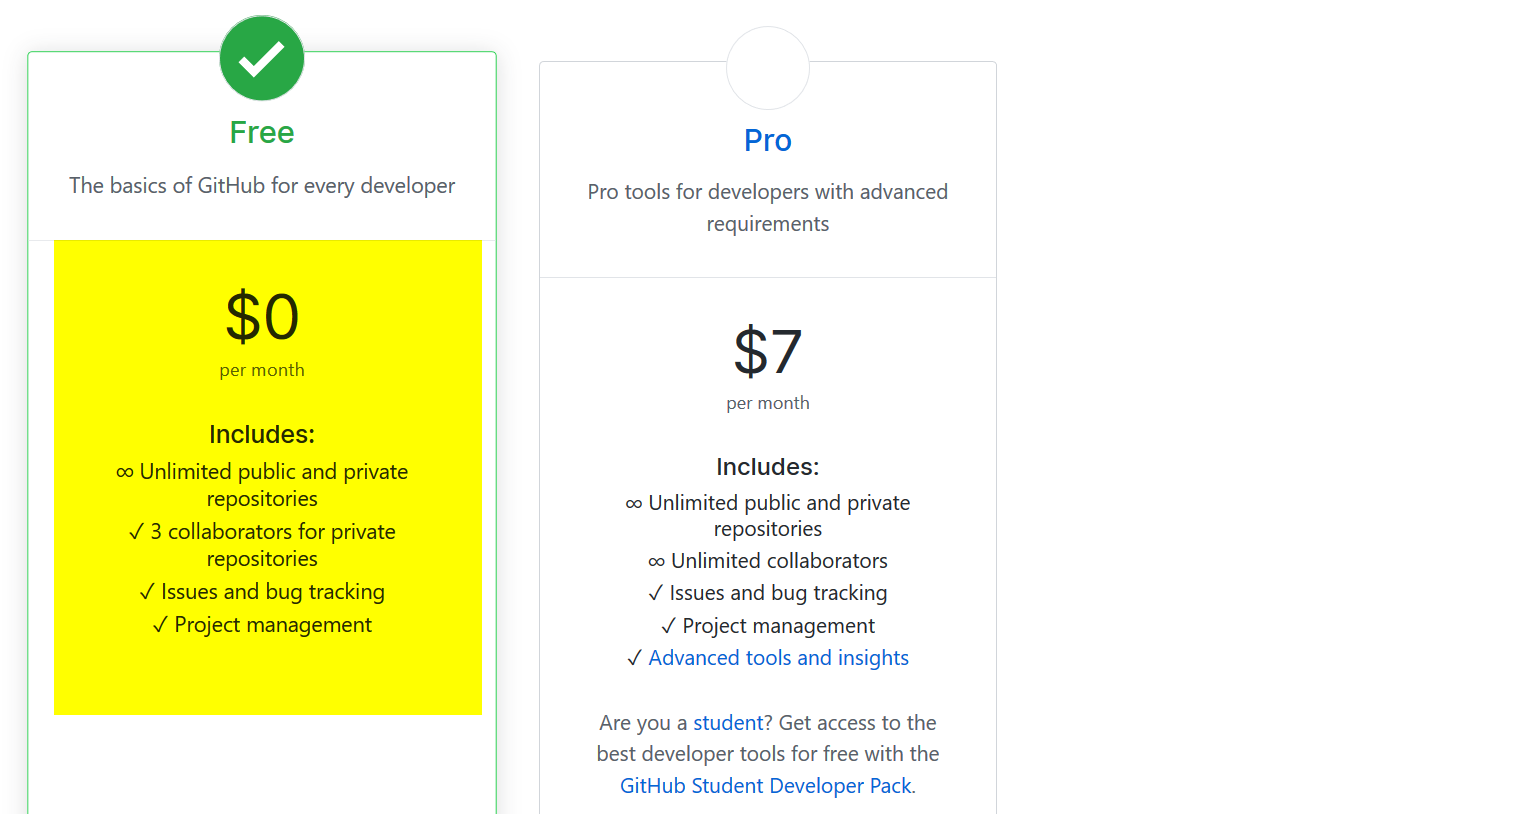 Free
The basics of GitHub for every developer
$0
per month
Includes:
∞ Unlimited public and private
repositories
✓ 3 collaborators for private
repositories
✓ Issues and bug tracking
✓ Project management
Pro
Pro tools for developers with advanced
requirements
$7
per month
Includes:
∞ Unlimited public and private
repositories
∞ Unlimited collaborators
✓ Issues and bug tracking
✓ Project management
✓ Advanced tools and insights
Are you a student? Get access to the
best developer tools for free with the
GitHub Student Developer Pack.